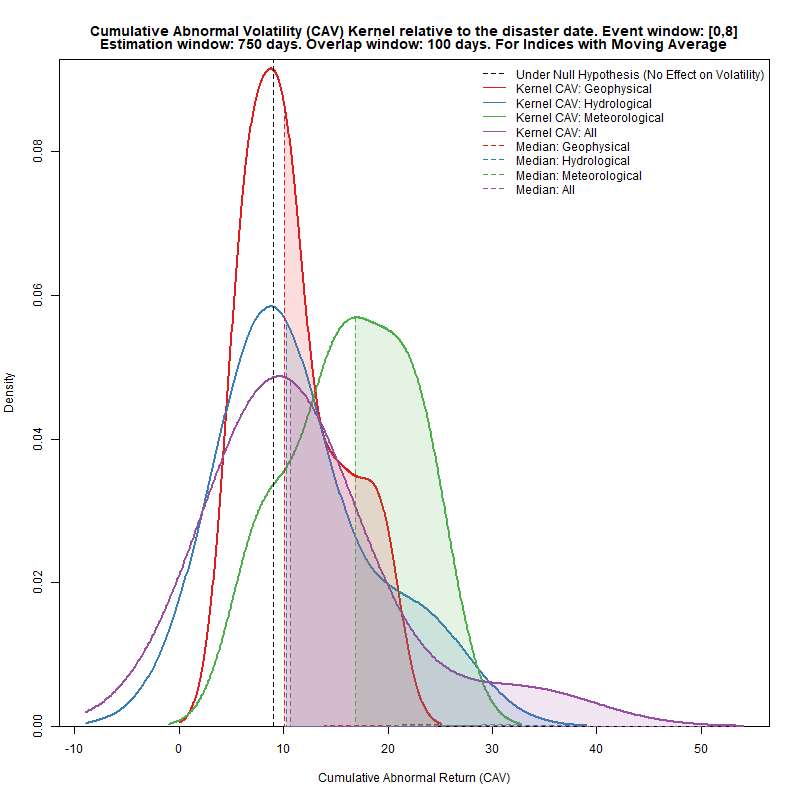 Cumulative Abnormal Volatility (CAV) Kernel relative to the disaster date. Event window: [0,8]
Estimation window: 750 days. Overlap window: 100 days. For Indices with Moving Average
Under Null Hypothesis (No Effect on Volatility)
Kernel CAV: Geophysical
Kernel CAV: Hydrological
Kernel CAV: Meteorological
Kernel CAV: All
Median: Geophysical
Median: Hydrological
Median: Meteorological
Median: All
Density
0.08
0.06
0.04
0.02
0.00
-10 0 10 20 30 40 50
Cumulative Abnormal Return (CAV)